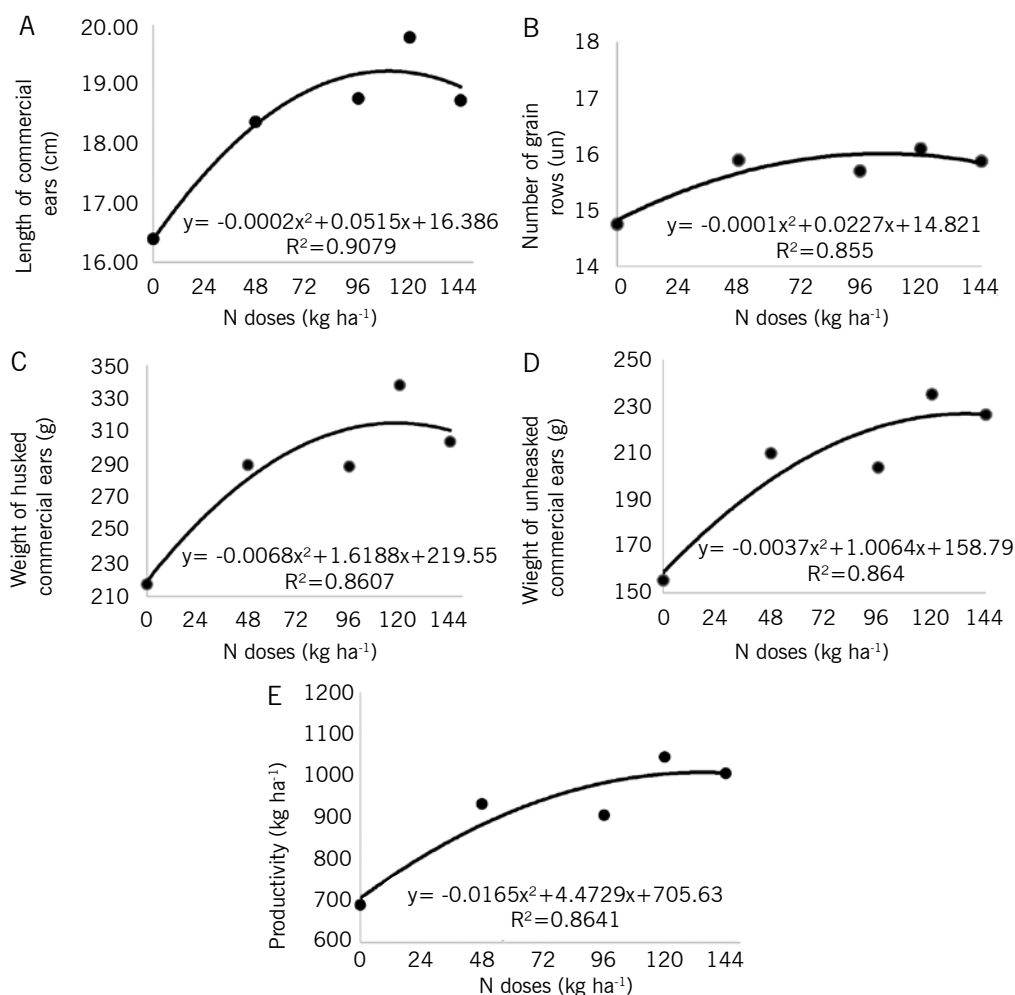 A
20.00
19.00
18.00
17.00
16.00
Length of commercial
ears (cm)
y= -0.0002x²+0.0515x+16.386
R²=0.9079
0 24 48 72 96 120 144
N doses (kg ha⁻¹)
B
18
17
16
15
14
Number of grain
rows (un)
y= -0.0001x²+0.0227x+14.821
R²=0.855
0 24 48 72 96 120 144
N doses (kg ha⁻¹)
C
350
330
310
290
270
250
230
210
Weight of husked
commercial ears (g)
y= -0.0068x²+1.6188x+219.55
R²=0.8607
0 24 48 72 96 120 144
N doses (kg ha⁻¹)
D
250
230
210
190
170
150
Wieght of unheasked
commercial ears (g)
y= -0.0037x²+1.0064x+158.79
R²=0.864
0 24 48 72 96 120 144
N doses (kg ha⁻¹)
E
1200
1100
1000
900
800
700
600
Productivity (kg ha⁻¹)
y= -0.0165x²+4.4729x+705.63
R²=0.8641
0 24 48 72 96 120 144
N doses (kg ha⁻¹)